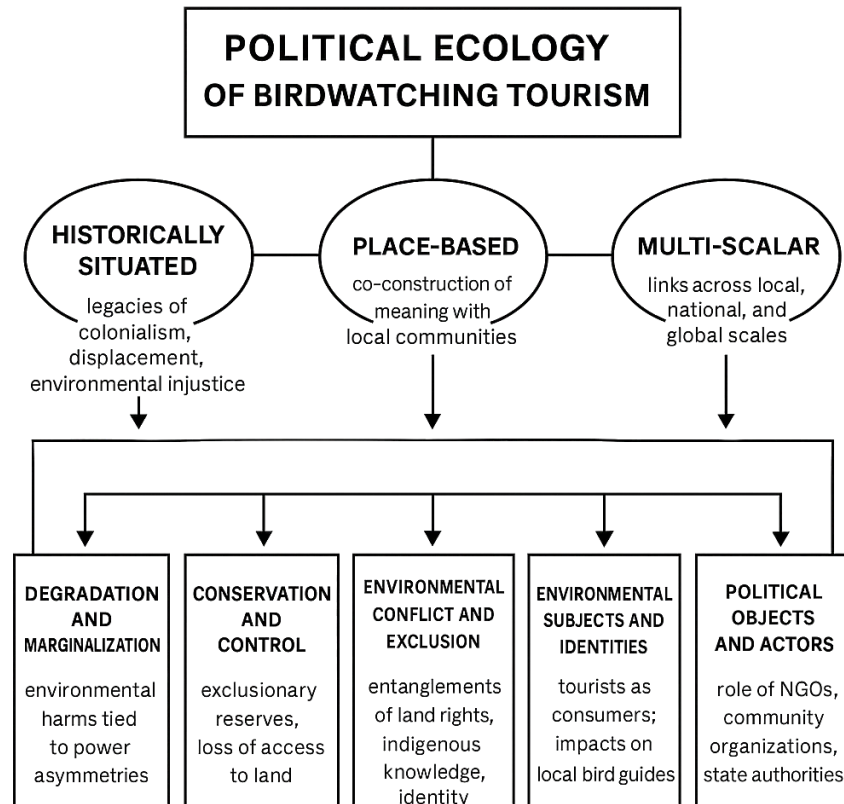 POLITICAL ECOLOGY
OF BIRDWATCHING TOURISM
HISTORICALLY
SITUATED
legacies of
colonialism,
displacement,
environmental injustice
PLACE-BASED
co-construction of
meaning with
local communities
MULTI-SCALAR
links across local,
national, and
global scales
DEGRADATION
AND
MARGINALIZATION
environmental
harms tied
to power
asymmetries
CONSERVATION
AND
CONTROL
exclusionary
reserves,
loss of access
to land
ENVIRONMENTAL
CONFLICT AND
EXCLUSION
entanglements
of land rights,
indigenous
knowledge,
identity
ENVIRONMENTAL
SUBJECTS AND
IDENTITIES
tourists as
consumers;
impacts on
local bird guides
POLITICAL
OBJECTS
AND ACTORS
role of NGOs,
community
organizations,
state authorities